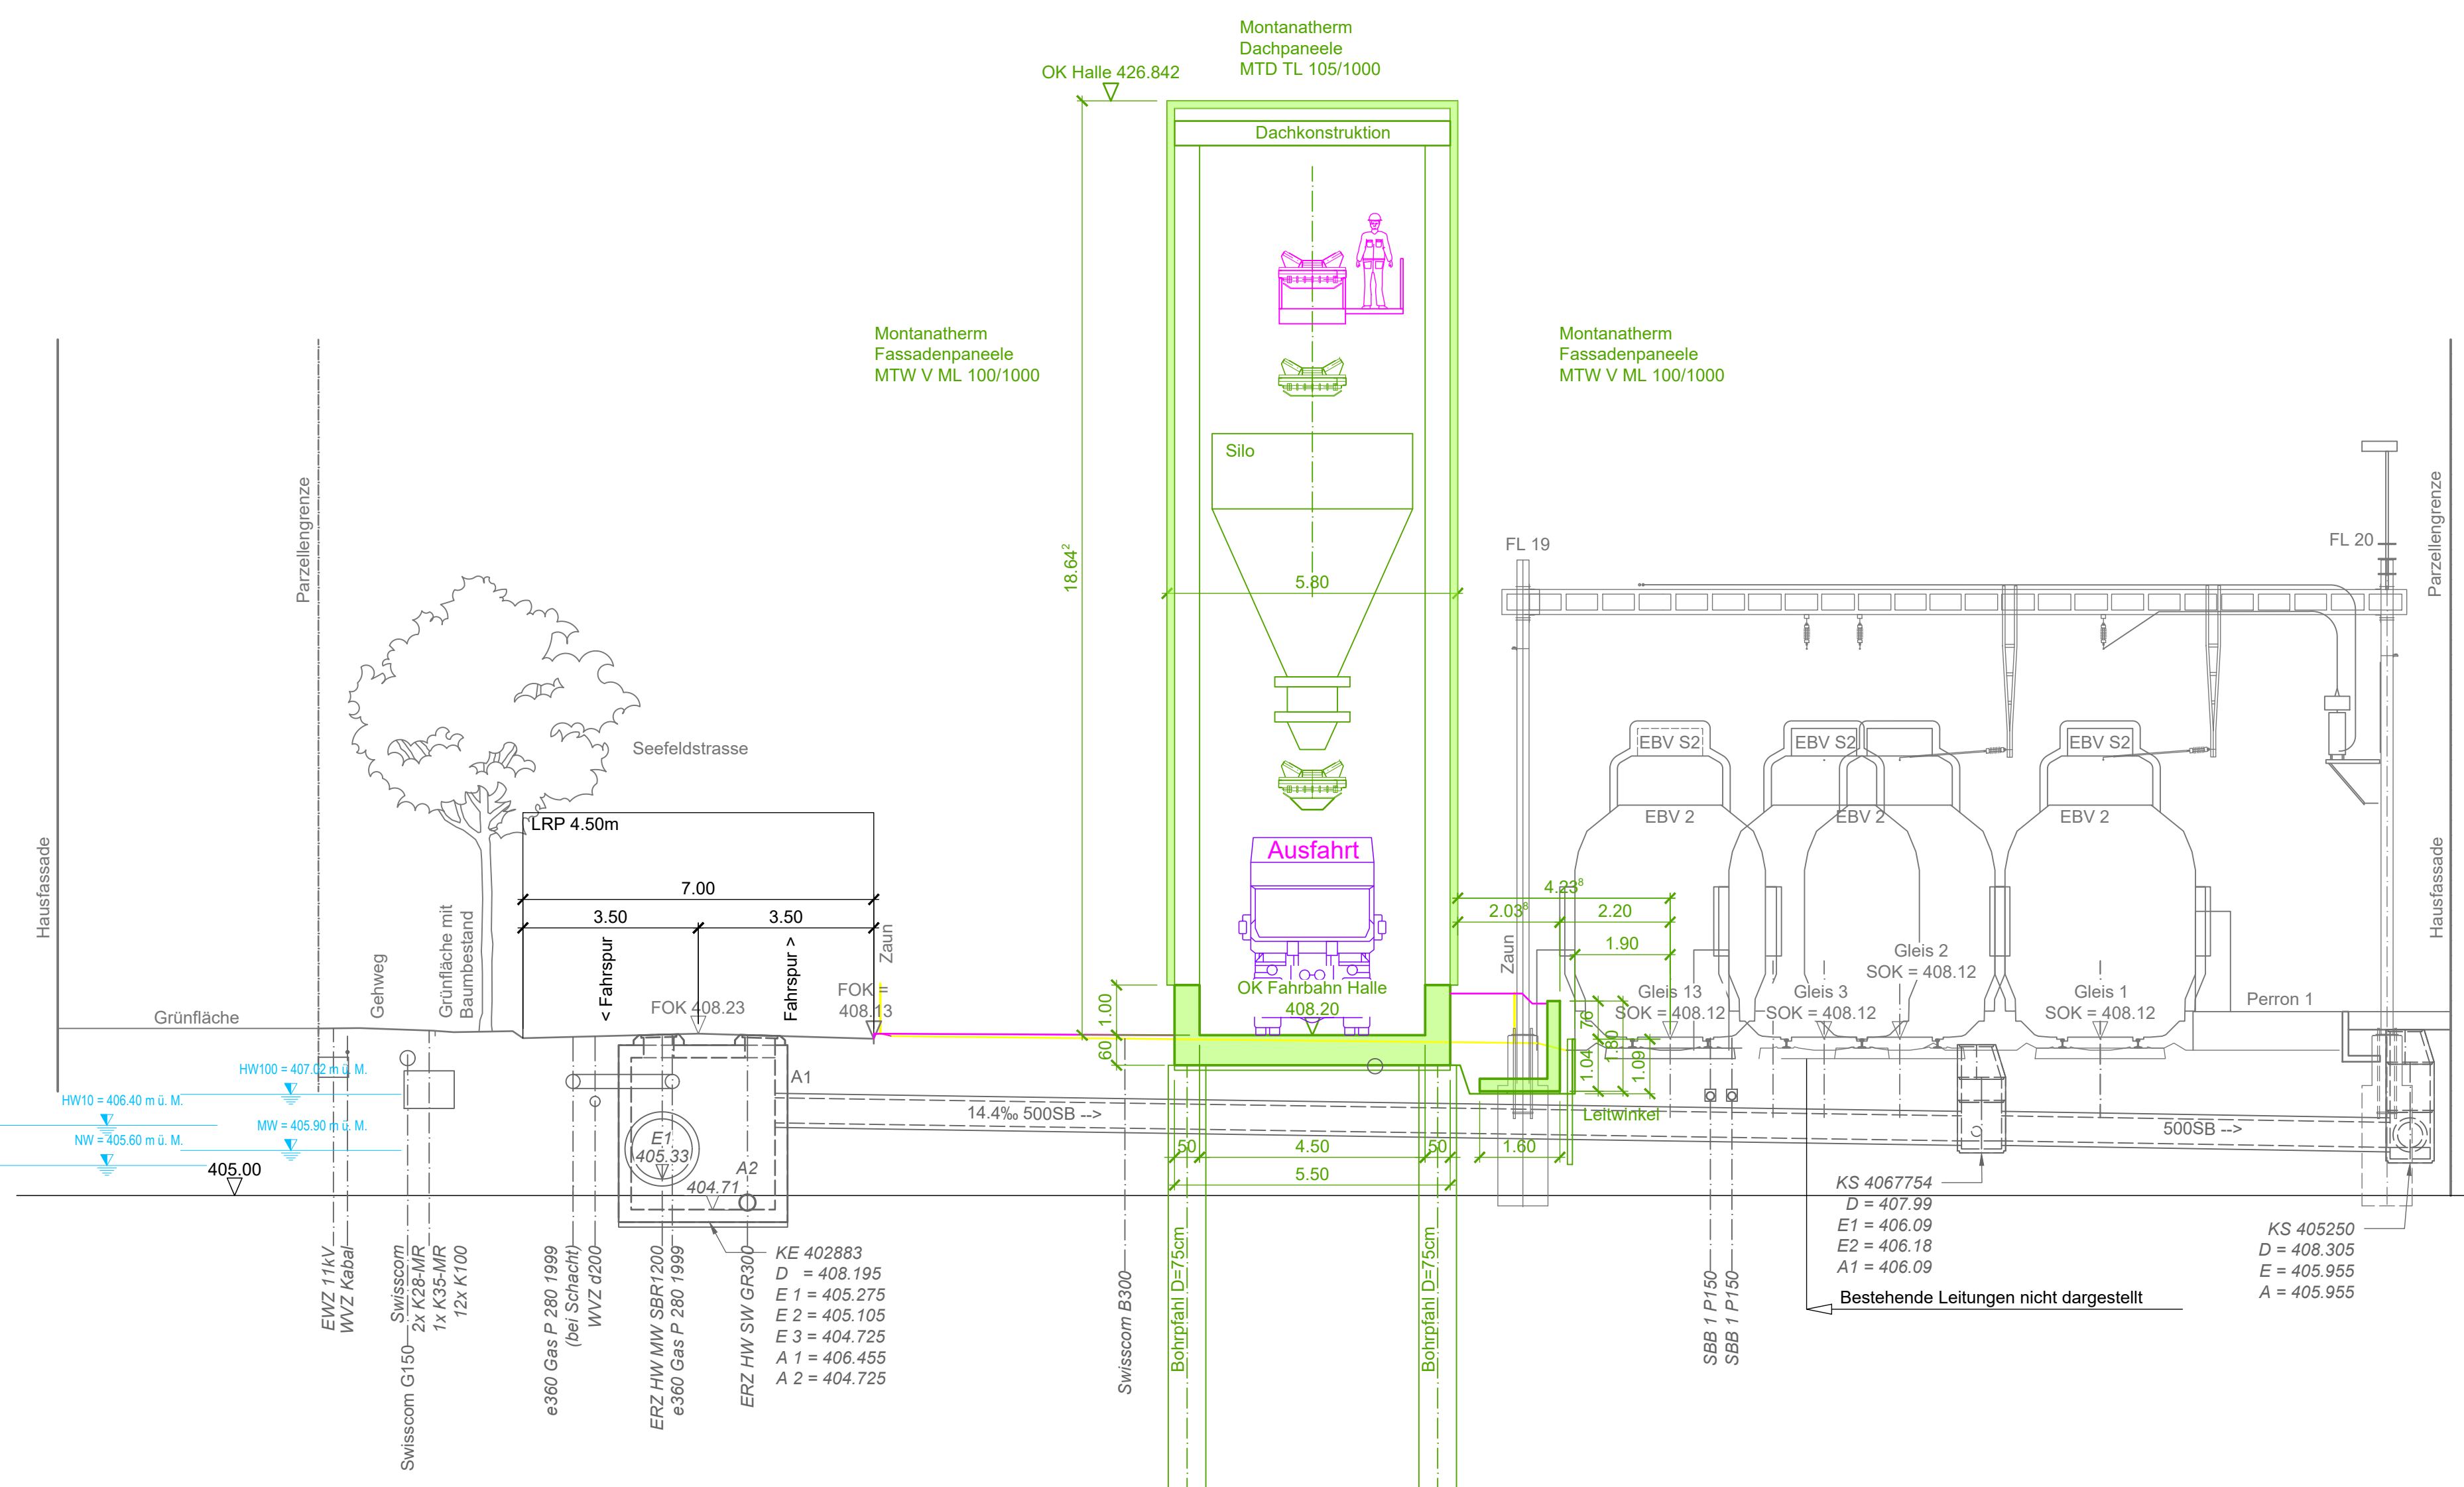 Montanatherm
Dachpaneele
MTD TL 105/1000
OK Halle 426.842
Dachkonstruktion
Montanatherm
Fassadenpaneele
MTW V ML 100/1000
Montanatherm
Fassadenpaneele
MTW V ML 100/1000
Silo
18.64²
5.80
Hausfassade
Parzellengrenze
FL 19
FL 20
Parzellengrenze
Hausfassade
Seefeldstrasse
LRP 4.50m
7.00
3.50
3.50
< Fahrspur
Fahrspur >
Zaun
Grünfläche
Gehweg
Grünfläche mit
Baumbestand
FOK 408.23
FOK =
408.13
Ausfahrt
OK Fahrbahn Halle
408.20
1.00
60
4.23⁸
2.03⁸
2.20
1.90
Zaun
EBV S2
EBV S2
EBV S2
EBV 2
EBV 2
EBV 2
Gleis 13
SOK = 408.12
Gleis 3
SOK = 408.12
Gleis 2
SOK = 408.12
Gleis 1
SOK = 408.12
Perron 1
76
1.04
1.80
1.09
Leitwinkel
HW100 = 407.02 m ü. M.
HW10 = 406.40 m ü. M.
MW = 405.90 m ü. M.
NW = 405.60 m ü. M.
405.00
A1
E1
405.33
A2
404.71
14.4‰ 500SB -->
500SB -->
50
4.50
50
5.50
1.60
EWZ 11kV
WVZ Kabal
Swisscom G150
Swisscom
2x K28-MR
1x K35-MR
12x K100
e360 Gas P 280 1999
(bei Schacht)
WVZ d200
ERZ HW MW SBR1200
e360 Gas P 280 1999
ERZ HW SW GR300
KE 402883
D = 408.195
E 1 = 405.275
E 2 = 405.105
E 3 = 404.725
A 1 = 406.455
A 2 = 404.725
Swisscom B300
Bohrpfahl D=75cm
Bohrpfahl D=75cm
SBB 1 P150
SBB 1 P150
KS 4067754
D = 407.99
E1 = 406.09
E2 = 406.18
A1 = 406.09
Bestehende Leitungen nicht dargestellt
KS 405250
D = 408.305
E = 405.955
A = 405.955